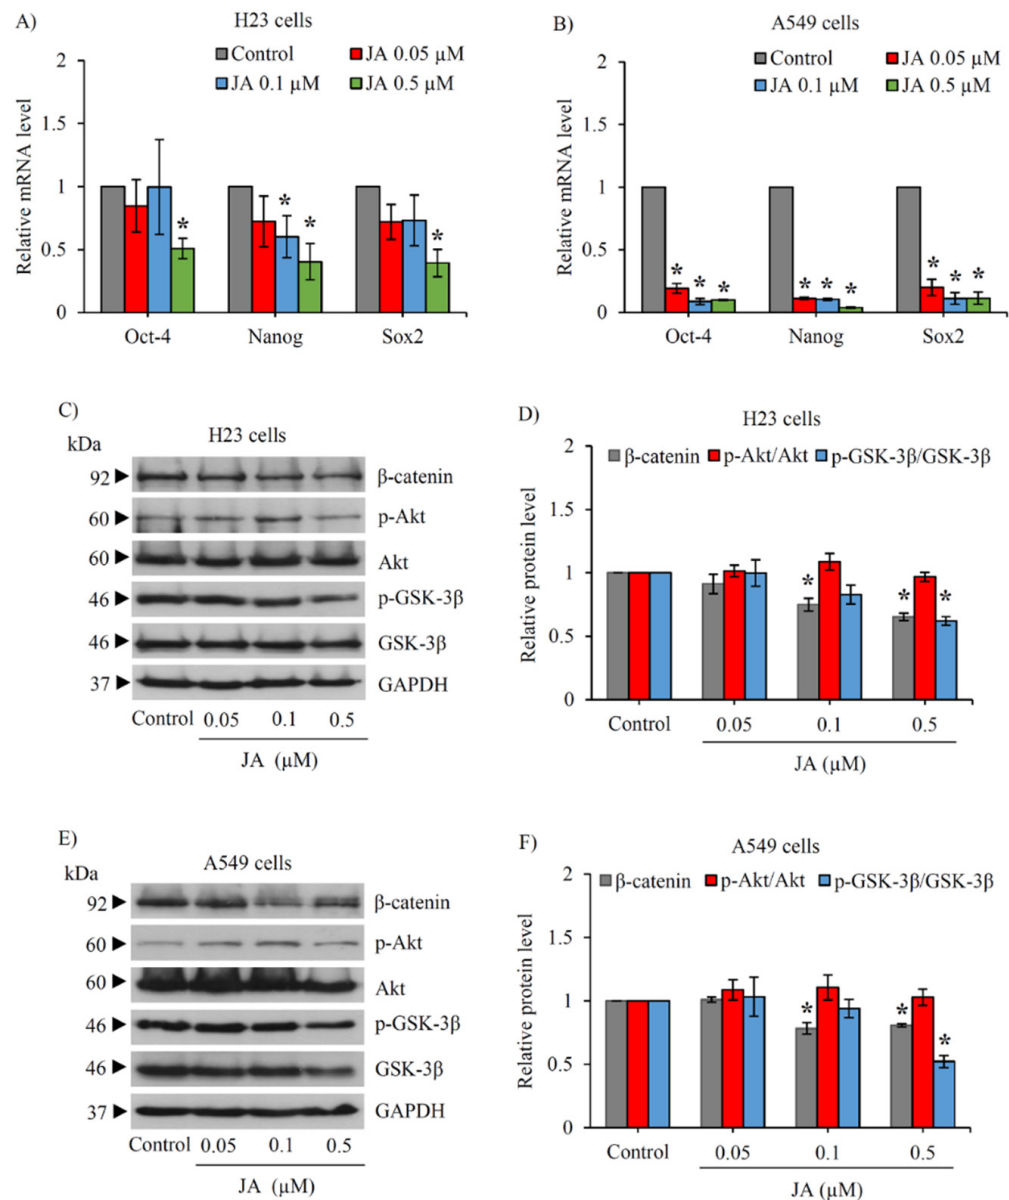 A)
H23 cells
Control JA 0.05 µM
JA 0.1 µM JA 0.5 µM
Relative mRNA level
2
1.5
1
0.5
0
* * * *
Oct-4 Nanog Sox2
B)
A549 cells
Control JA 0.05 µM
JA 0.1 µM JA 0.5 µM
Relative mRNA level
2
1.5
1
0.5
0
* * * * * * * * *
Oct-4 Nanog Sox2
C)
H23 cells
kDa
92 β-catenin
60 p-Akt
60 Akt
46 p-GSK-3β
46 GSK-3β
37 GAPDH
Control 0.05 0.1 0.5
JA (µM)
D)
H23 cells
β-catenin p-Akt/Akt p-GSK-3β/GSK-3β
Relative protein level
2
1.5
1
0.5
0
* * *
Control 0.05 0.1 0.5
JA (µM)
E)
A549 cells
kDa
92 β-catenin
60 p-Akt
60 Akt
46 p-GSK-3β
46 GSK-3β
37 GAPDH
Control 0.05 0.1 0.5
JA (µM)
F)
A549 cells
β-catenin p-Akt/Akt p-GSK-3β/GSK-3β
Relative protein level
2
1.5
1
0.5
0
* * *
Control 0.05 0.1 0.5
JA (µM)